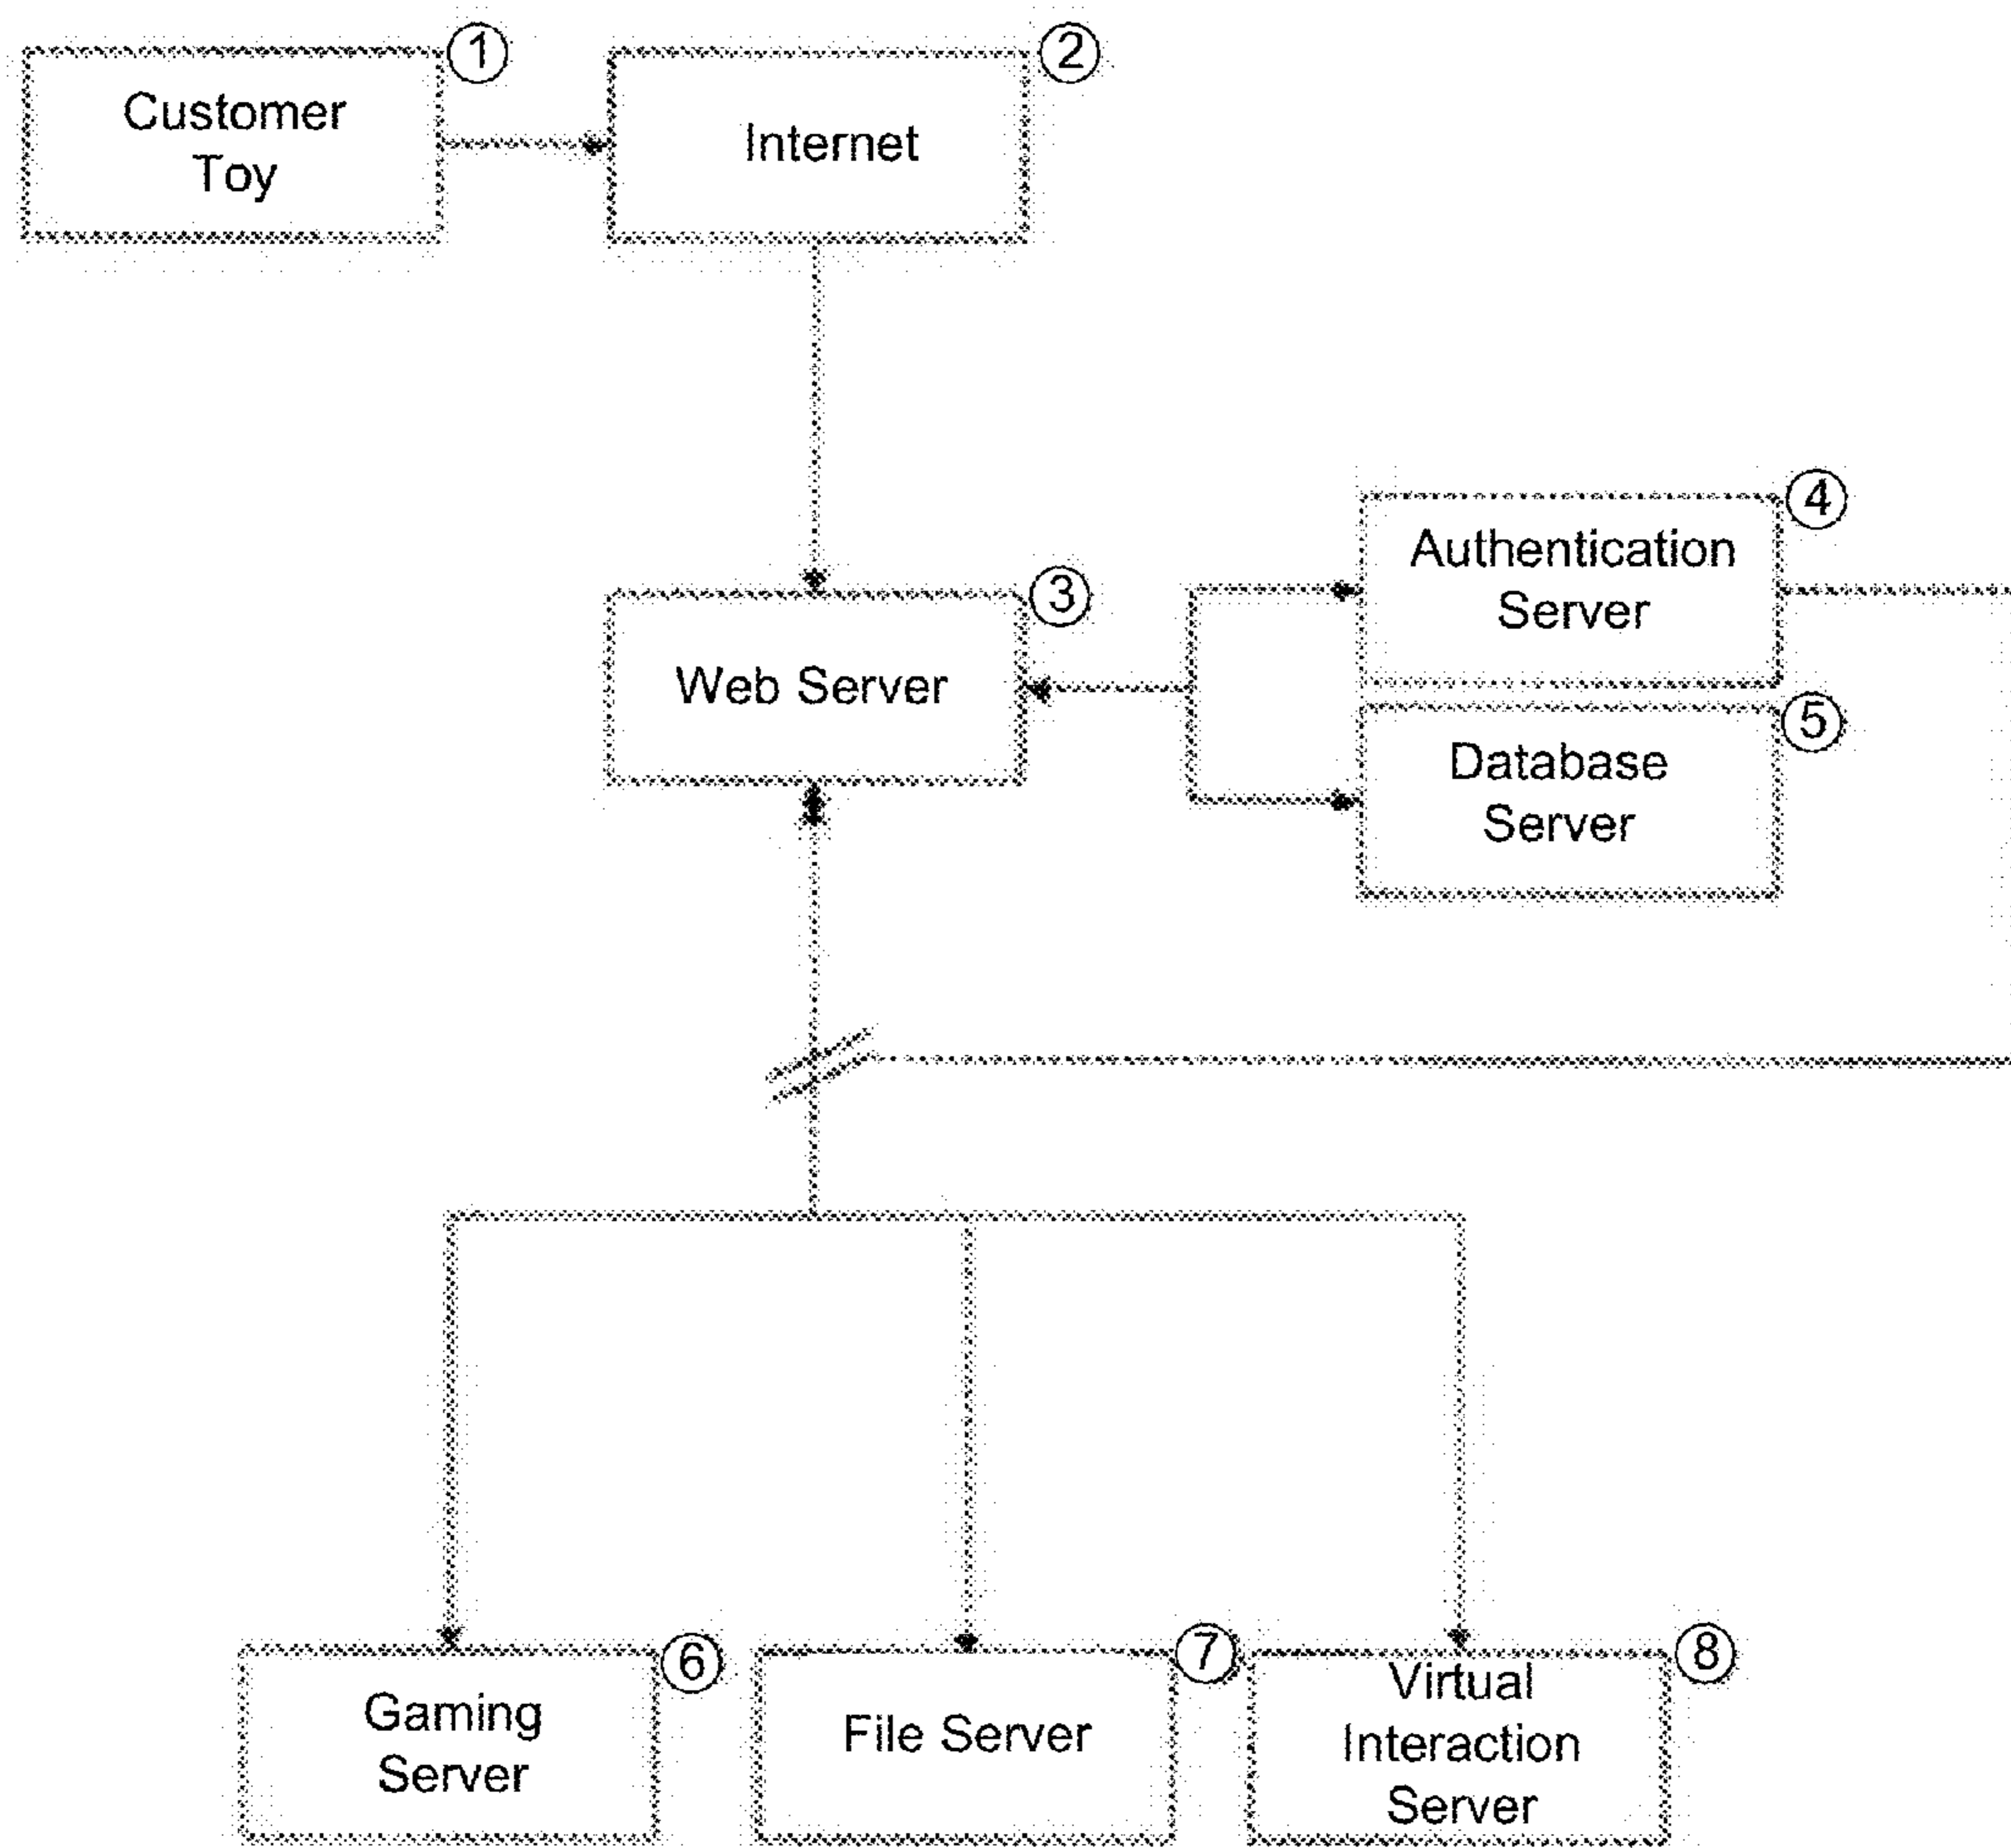 1
Customer
Toy
2
Internet
3
Web Server
4
Authentication
Server
5
Database
Server
6
Gaming
Server
7
File Server
8
Virtual
Interaction
Server